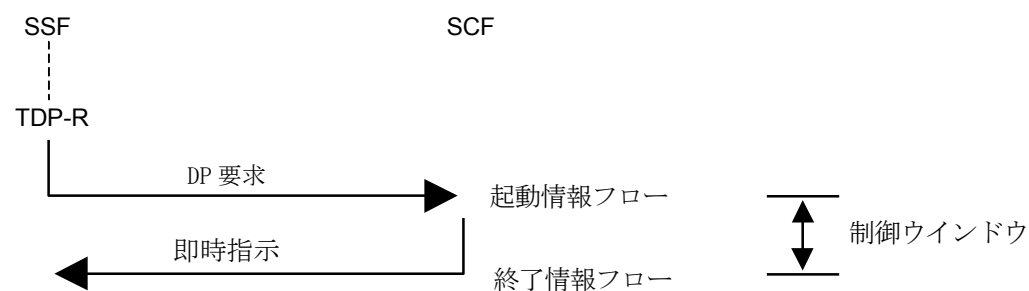 SSF SCF
TDP-R
DP 要求
起動情報フロー
制御ウインドウ
即時指示
終了情報フロー